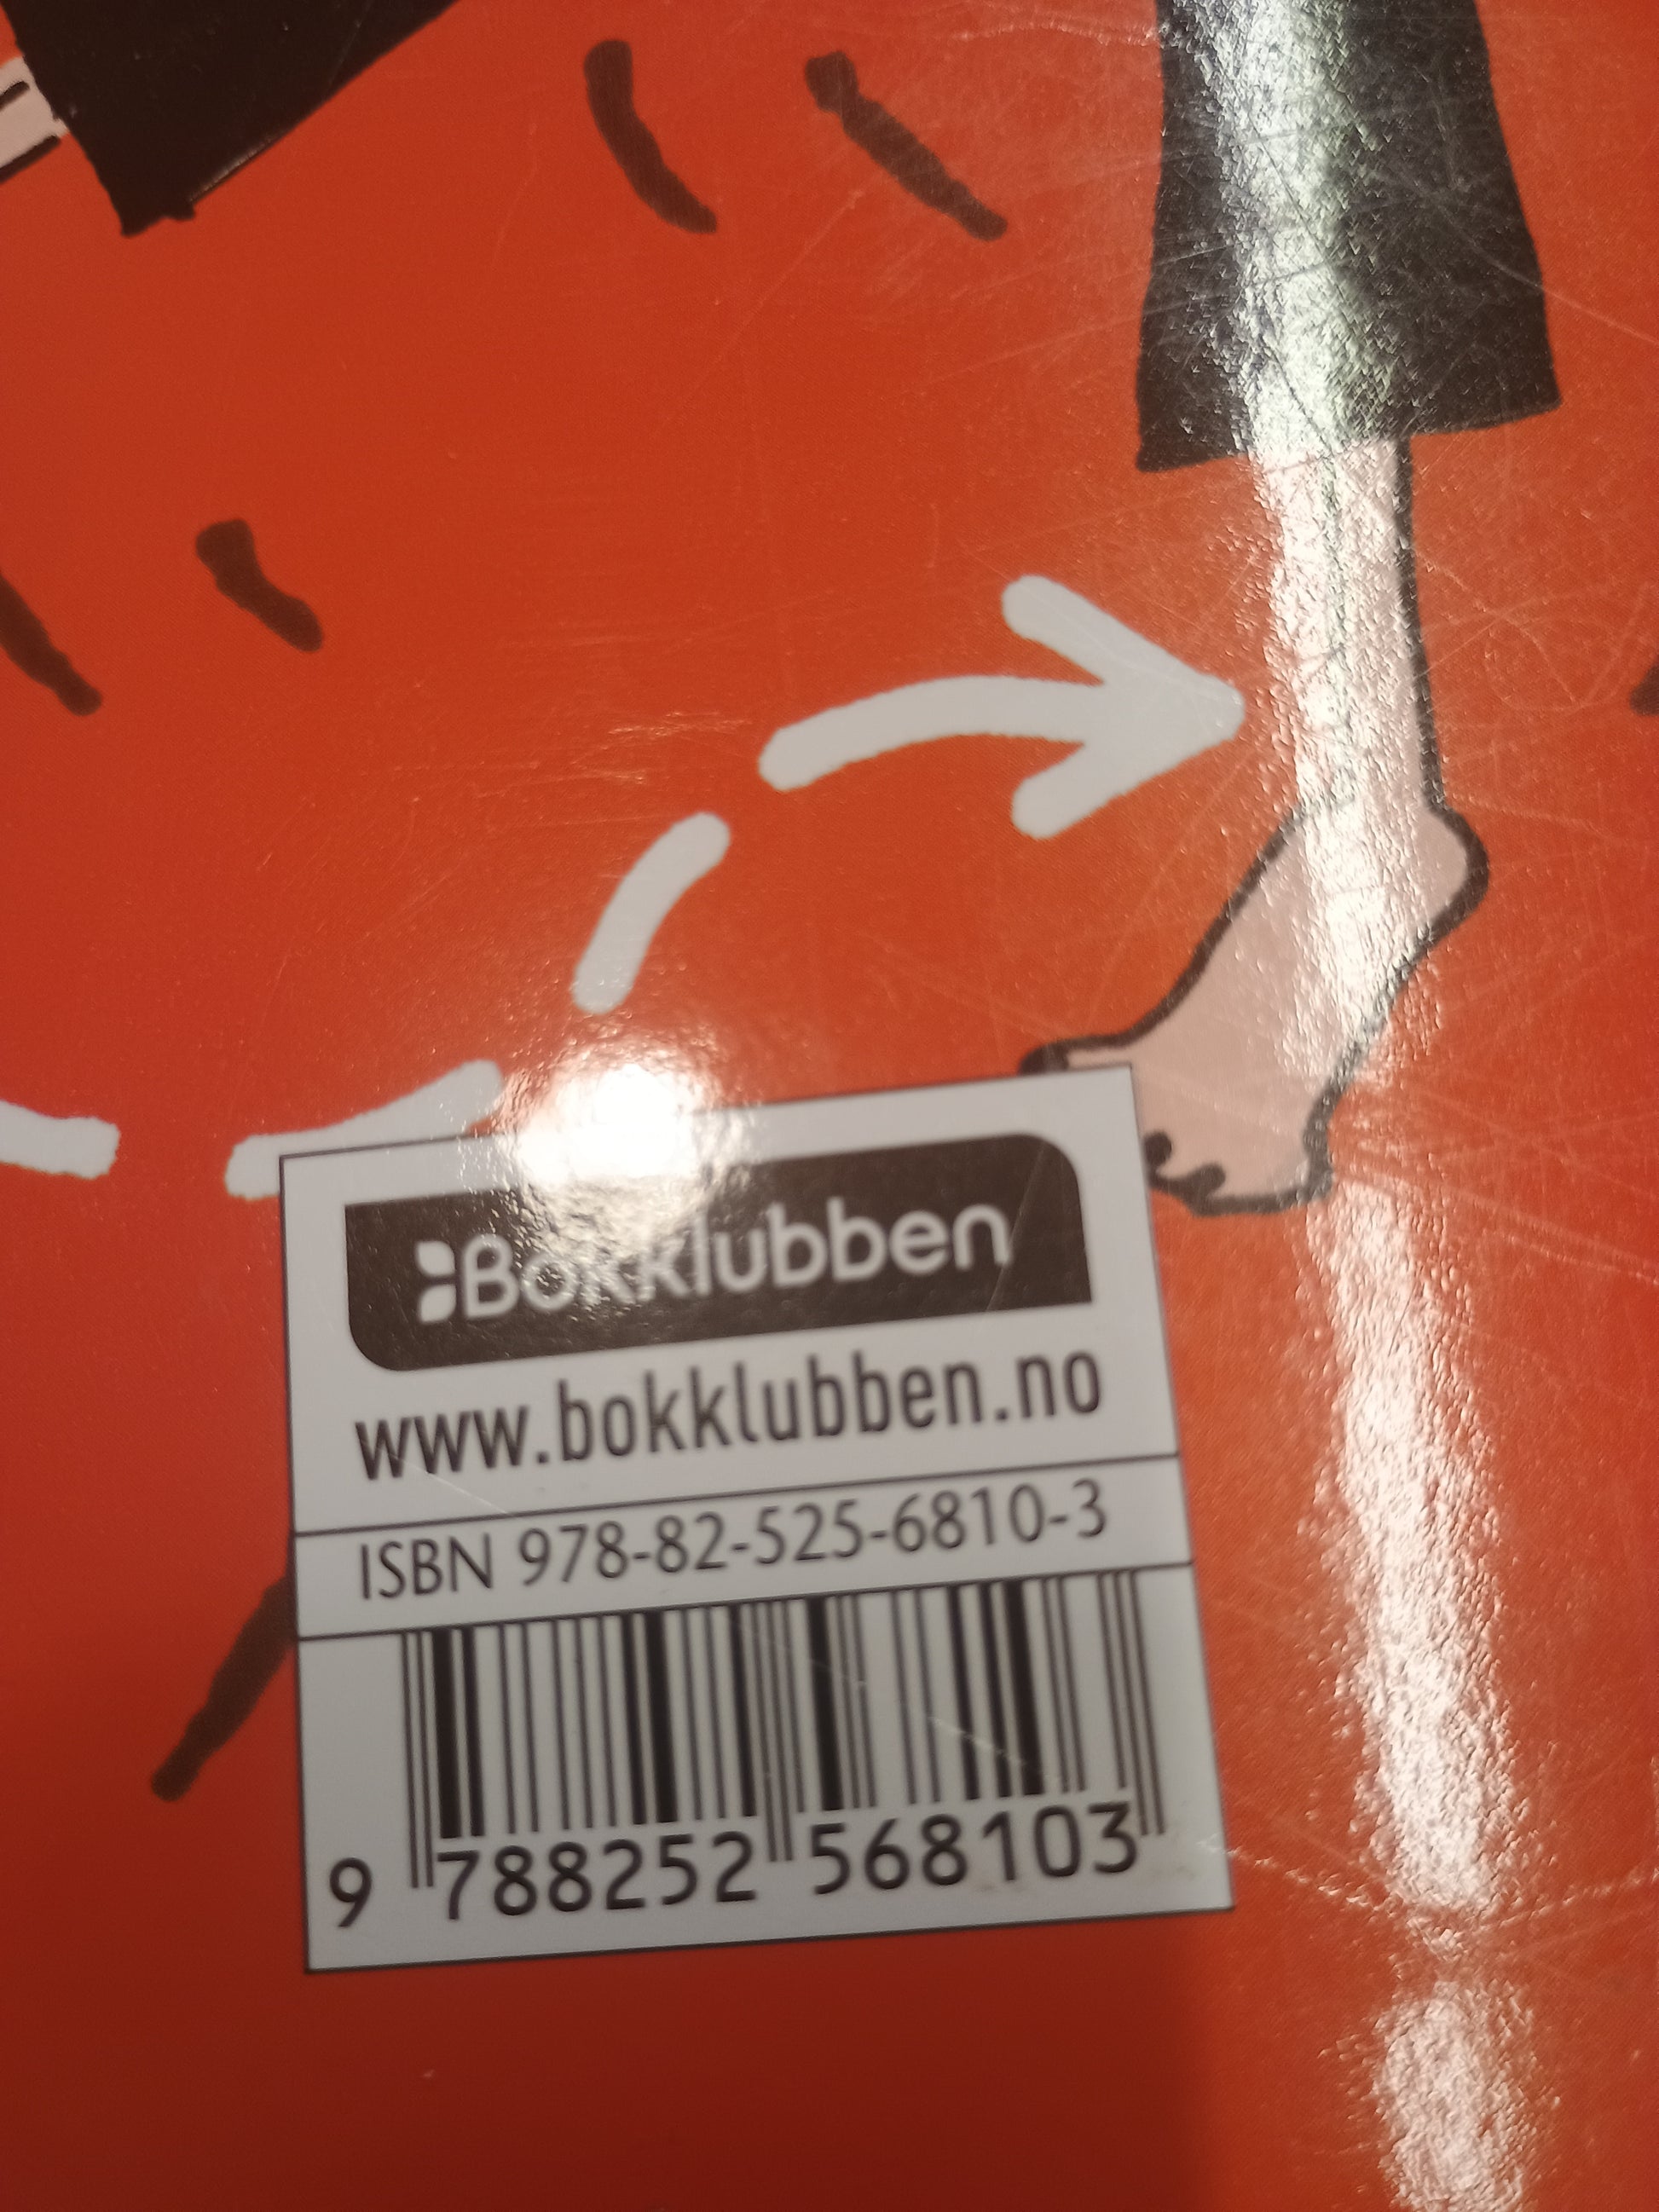 Bokklubben
www.bokklubben.no
ISBN 978-82-525-6810-3
9 788252 568103